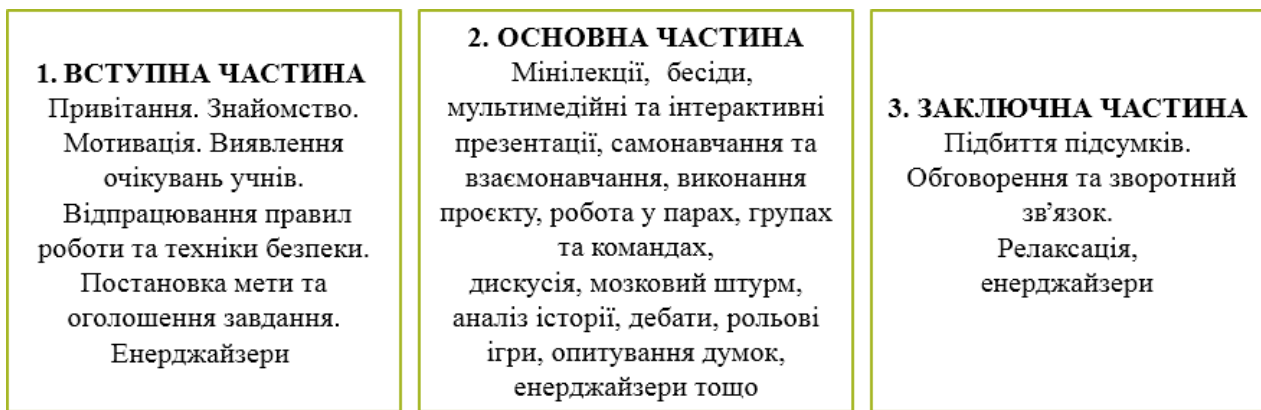 1. ВСТУПНА ЧАСТИНА
Привітання. Знайомство.
Мотивація. Виявлення
очікувань учнів.
Відпрацювання правил
роботи та техніки безпеки.
Постановка мети та
оголошення завдання.
Енерджайзери
2. ОСНОВНА ЧАСТИНА
Мінілекції, бесіди,
мультимедійні та інтерактивні
презентації, самонавчання та
взаємонавчання, виконання
проєкту, робота у парах, групах
та командах,
дискусія, мозковий штурм,
аналіз історії, дебати, рольові
ігри, опитування думок,
енерджайзери тощо
3. ЗАКЛЮЧНА ЧАСТИНА
Підбиття підсумків.
Обговорення та зворотний
зв’язок.
Релаксація,
енерджайзери